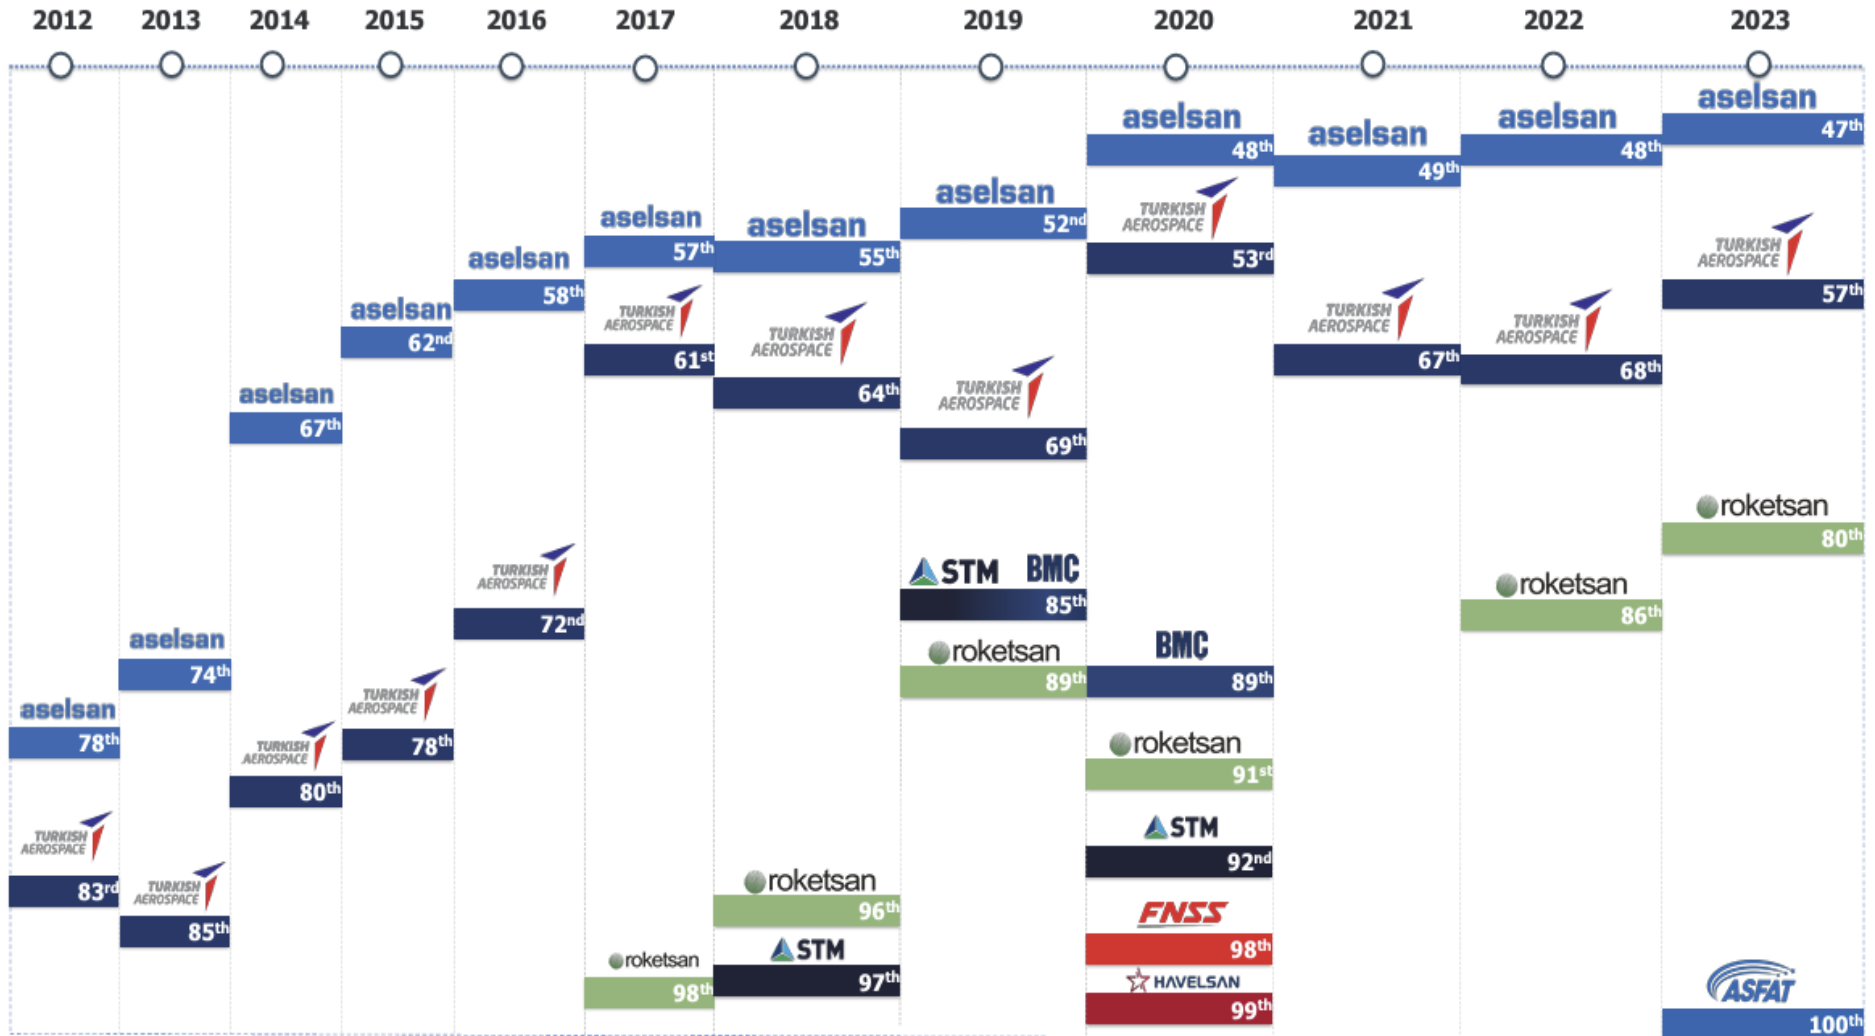 2012 2013 2014 2015 2016 2017 2018 2019 2020 2021 2022 2023
aselsan
78th
TURKISH
AEROSPACE
83rd
aselsan
74th
TURKISH
AEROSPACE
85th
aselsan
67th
TURKISH
AEROSPACE
80th
aselsan
62nd
TURKISH
AEROSPACE
78th
aselsan
58th
TURKISH
AEROSPACE
72nd
aselsan
57th
TURKISH
AEROSPACE
61st
roketsan
98th
aselsan
55th
TURKISH
AEROSPACE
64th
roketsan
96th
STM
97th
aselsan
52nd
TURKISH
AEROSPACE
69th
STM BMC
85th
roketsan
89th
aselsan
48th
TURKISH
AEROSPACE
53rd
BMC
89th
roketsan
91st
STM
92nd
FNSS
98th
HAVELSAN
99th
aselsan
49th
TURKISH
AEROSPACE
67th
aselsan
48th
TURKISH
AEROSPACE
68th
roketsan
86th
aselsan
47th
TURKISH
AEROSPACE
57th
roketsan
80th
ASFAT
100th